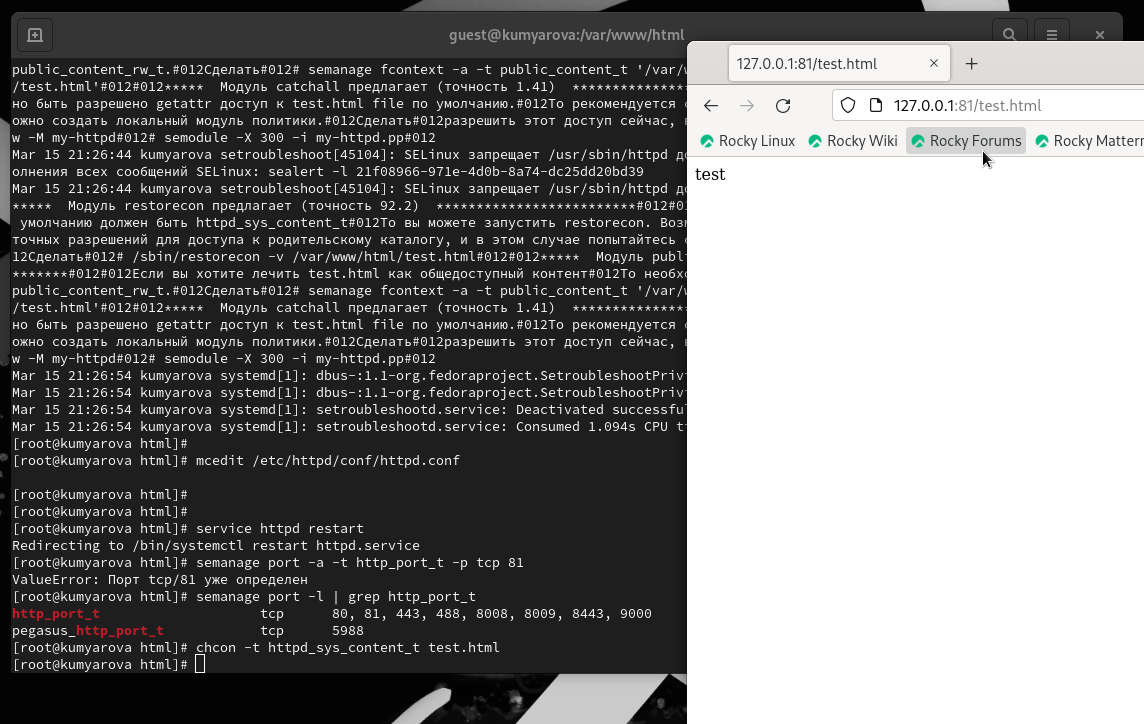 guest@kumyarova:/var/www/html
public_content_rw_t.#012Сделать#012# semanage fcontext -a -t public_content_t '/var/w
/test.html'#012#012***** Модуль catchall предлагает (точность 1.41) **************
но быть разрешено getattr доступ к test.html file по умолчанию.#012То рекомендуется с
ожно создать локальный модуль политики.#012Сделать#012разрешить этот доступ сейчас,
w -M my-httpd#012# semodule -X 300 -i my-httpd.pp#012
Mar 15 21:26:44 kumyarova setroubleshoot[45104]: SELinux запрещает /usr/sbin/httpd до
олнения всех сообщений SELinux: sealert -l 21f08966-971e-4d0b-8a74-dc25dd20bd39
Mar 15 21:26:44 kumyarova setroubleshoot[45104]: SELinux запрещает /usr/sbin/httpd до
***** Модуль restorecon предлагает (точность 92.2) *************************#012#01
умолчанию должен быть httpd_sys_content_t#012То вы можете запустить restorecon. Воз
точных разрешений для доступа к родительскому каталогу, и в этом случае попытайтесь с
12Сделать#012# /sbin/restorecon -v /var/www/html/test.html#012#012***** Модуль publ
*******#012#012Если вы хотите лечить test.html как общедоступный контент#012То необх
public_content_rw_t.#012Сделать#012# semanage fcontext -a -t public_content_t '/var/w
/test.html'#012#012***** Модуль catchall предлагает (точность 1.41) **************
но быть разрешено getattr доступ к test.html file по умолчанию.#012То рекомендуется с
ожно создать локальный модуль политики.#012Сделать#012разрешить этот доступ сейчас,
w -M my-httpd#012# semodule -X 300 -i my-httpd.pp#012
Mar 15 21:26:54 kumyarova systemd[1]: dbus-:1.1-org.fedoraproject.SetroubleshootPriv
Mar 15 21:26:54 kumyarova systemd[1]: dbus-:1.1-org.fedoraproject.SetroubleshootPriv
Mar 15 21:26:54 kumyarova systemd[1]: setroubleshootd.service: Deactivated successfu
Mar 15 21:26:54 kumyarova systemd[1]: setroubleshootd.service: Consumed 1.094s CPU t
[root@kumyarova html]#
[root@kumyarova html]# mcedit /etc/httpd/conf/httpd.conf
[root@kumyarova html]#
[root@kumyarova html]#
[root@kumyarova html]# service httpd restart
Redirecting to /bin/systemctl restart httpd.service
[root@kumyarova html]# semanage port -a -t http_port_t -p tcp 81
ValueError: Порт tcp/81 уже определен
[root@kumyarova html]# semanage port -l | grep http_port_t
http_port_t tcp 80, 81, 443, 488, 8008, 8009, 8443, 9000
pegasus_http_port_t tcp 5988
[root@kumyarova html]# chcon -t httpd_sys_content_t test.html
[root@kumyarova html]#
127.0.0.1:81/test.html
127.0.0.1:81/test.html
Rocky Linux Rocky Wiki Rocky Forums Rocky Matterm
test